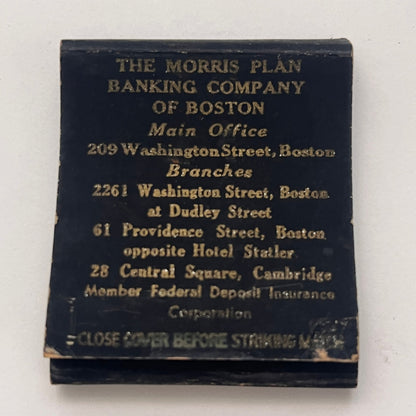 THE MORRIS PLAN
BANKING COMPANY
OF BOSTON
Main Office
209 Washington Street, Boston
Branches
2261 Washington Street, Boston
at Dudley Street
61 Providence Street, Boston
opposite Hotel Statler
28 Central Square, Cambridge
Member Federal Deposit Insurance
Corporation
CLOSE COVER BEFORE STRIKING MATCH